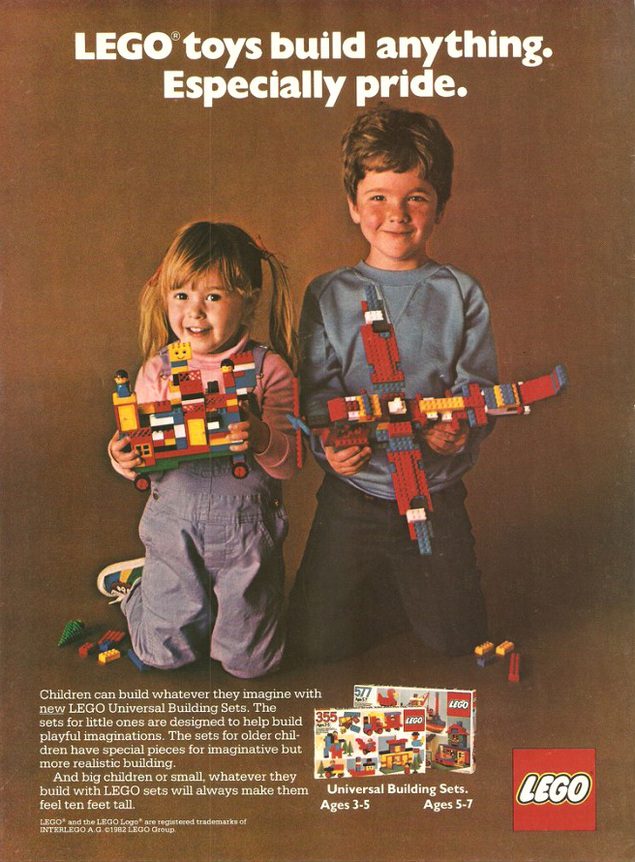 LEGO® toys build anything.
Especially pride.
Children can build whatever they imagine with
new LEGO Universal Building Sets. The
sets for little ones are designed to help build
playful imaginations. The sets for older chil-
dren have special pieces for imaginative but
more realistic building.
And big children or small, whatever they
build with LEGO sets will always make them
feel ten feet tall.
LEGO® and the LEGO Logo® are registered trademarks of
INTERLEGO A.G. ©1982 LEGO Group.
577
LEGO
355
LEGO
Universal Building Sets.
Ages 3-5 Ages 5-7
LEGO